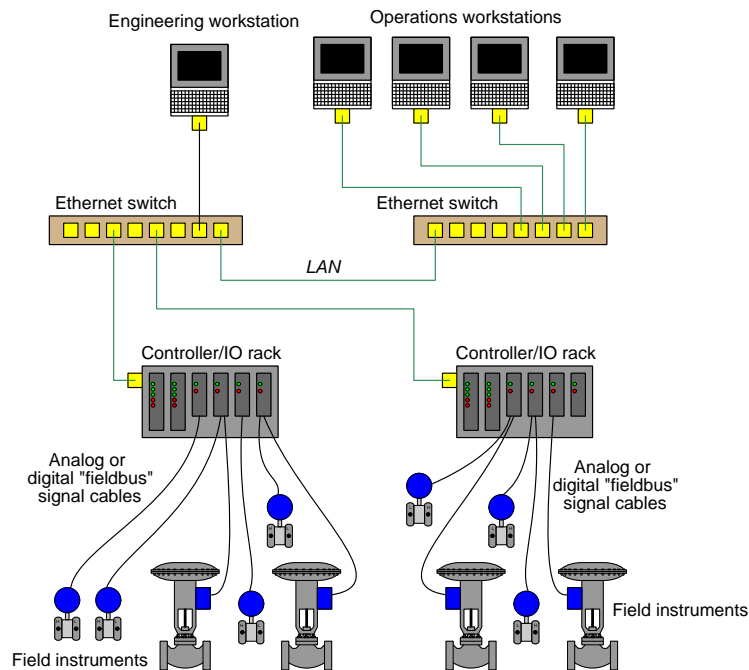 Engineering workstation
Operations workstations
Ethernet switch
Ethernet switch
LAN
Controller/IO rack
Controller/IO rack
Analog or
digital "fieldbus"
signal cables
Analog or
digital "fieldbus"
signal cables
Field instruments
Field instruments